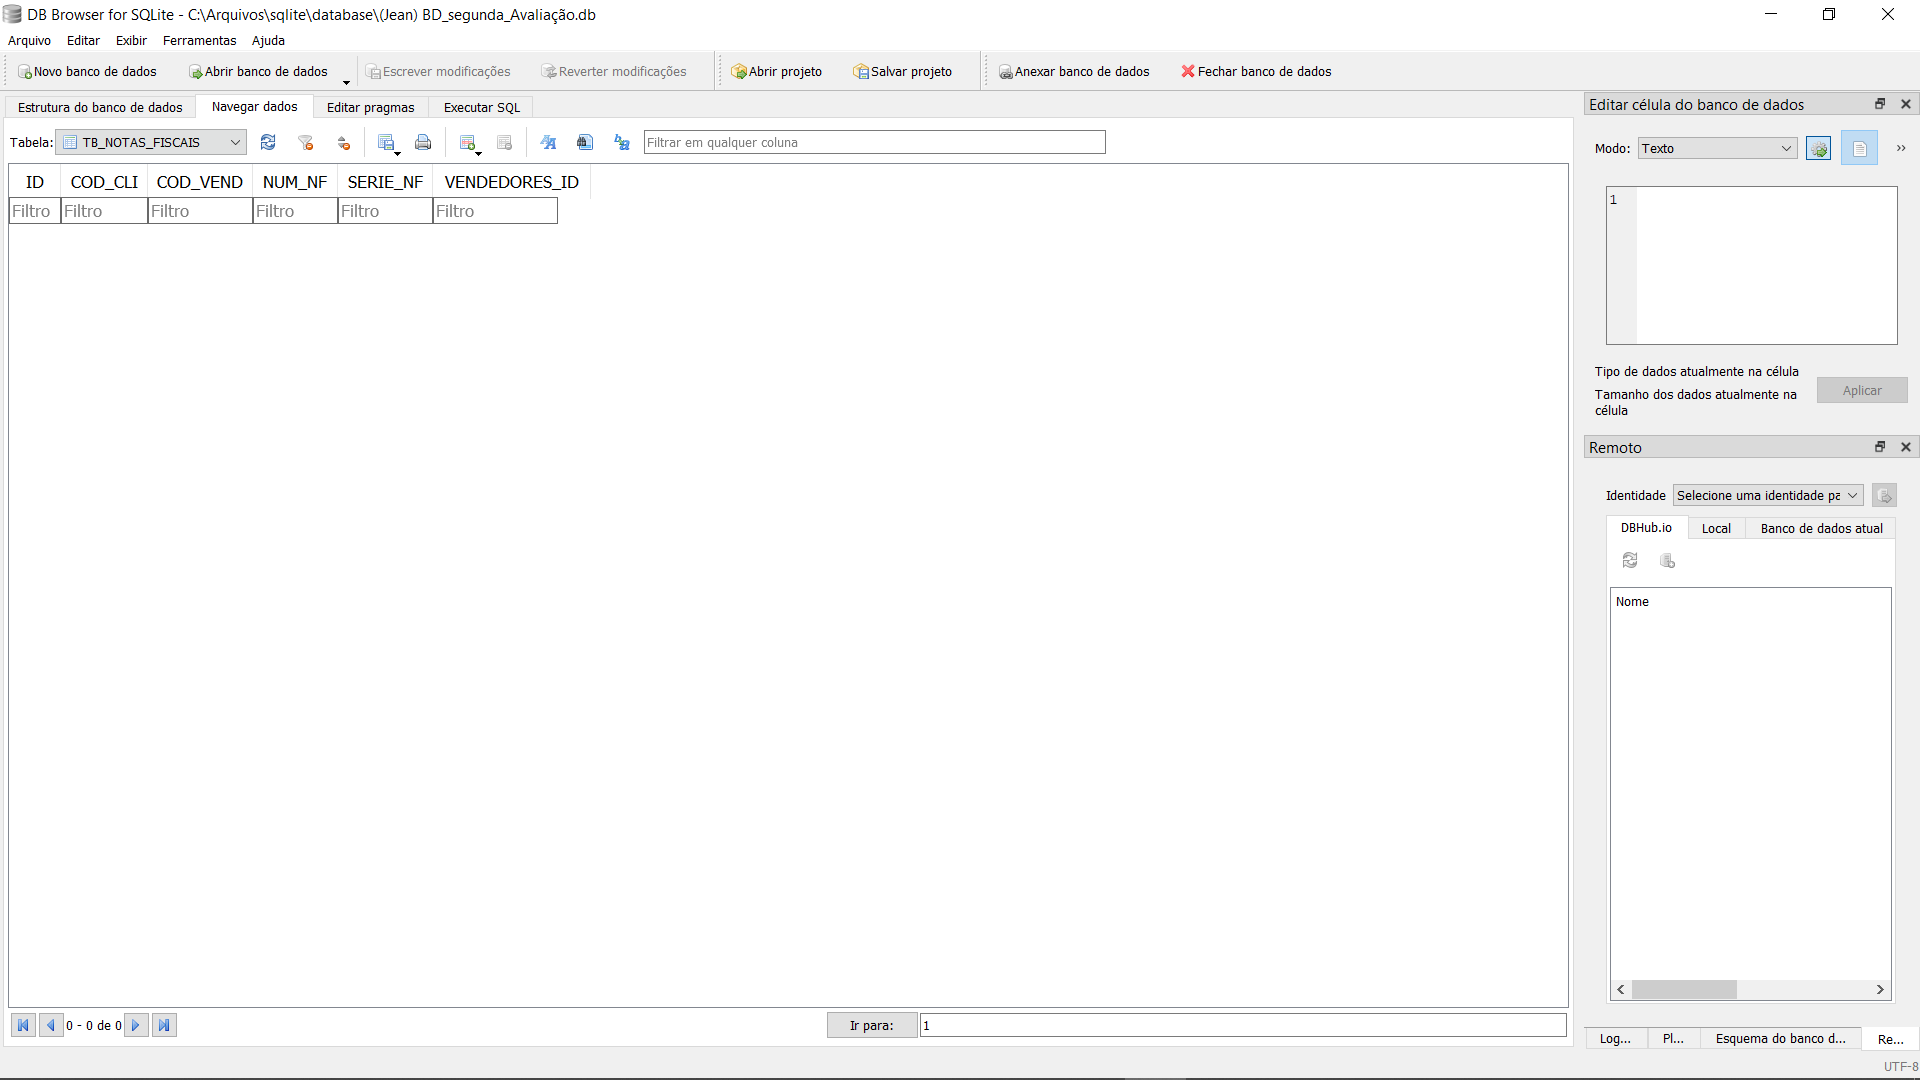 DB Browser for SQLite - C:\Arquivos\sqlite\database\(Jean) BD_segunda_Avaliação.db
Arquivo Editar Exibir Ferramentas Ajuda
Novo banco de dados Abrir banco de dados Escrever modificações Reverter modificações Abrir projeto Salvar projeto Anexar banco de dados Fechar banco de dados
Estrutura do banco de dados Navegar dados Editar pragmas Executar SQL
Tabela: TB_NOTAS_FISCAIS Filtrar em qualquer coluna
ID COD_CLI COD_VEND NUM_NF SERIE_NF VENDEDORES_ID
Filtro Filtro Filtro Filtro Filtro Filtro
0 - 0 de 0 Ir para: 1
Editar célula do banco de dados
Modo: Texto
1
Tipo de dados atualmente na célula
Tamanho dos dados atualmente na
célula
Aplicar
Remoto
Identidade Selecione uma identidade pa
DBHub.io Local Banco de dados atual
Nome
Log... Pl... Esquema do banco d... Re...
UTF-8